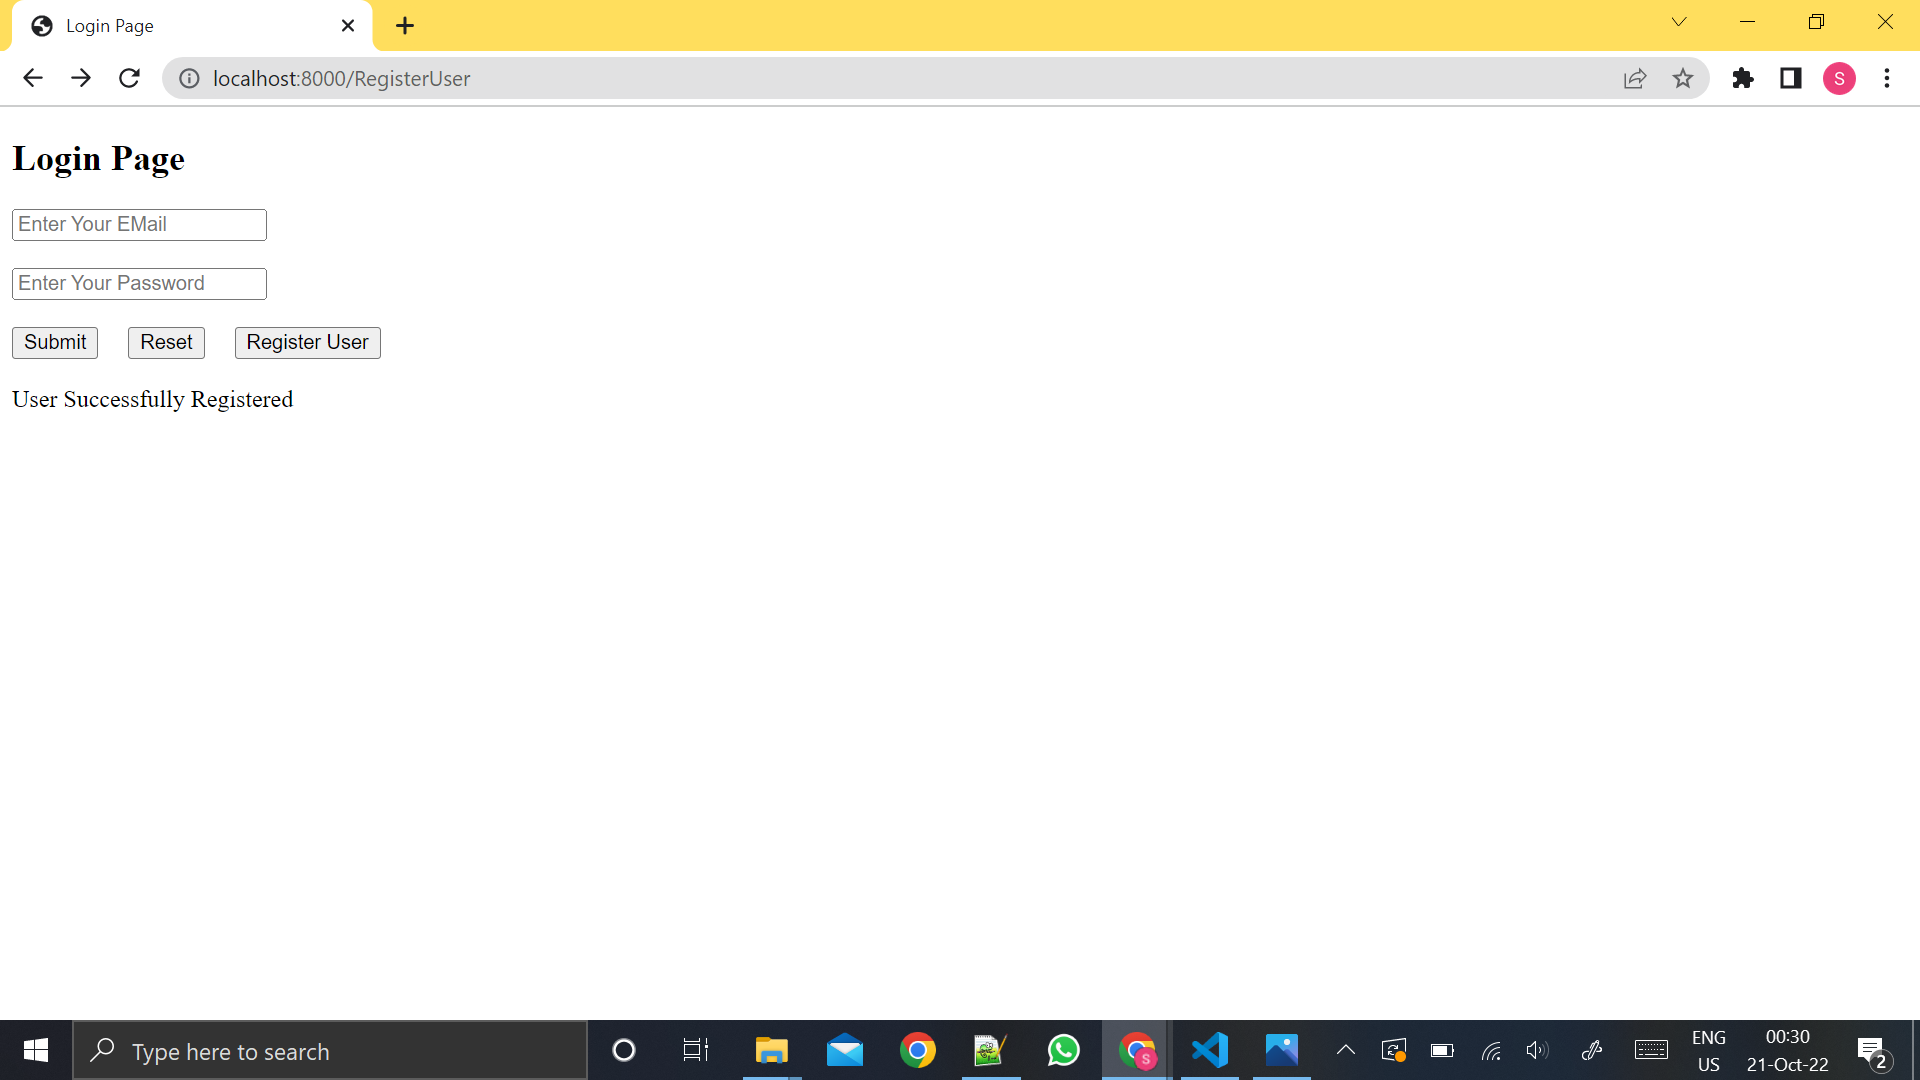 Login Page
localhost:8000/RegisterUser
S
Login Page
Enter Your EMail
Enter Your Password
Submit Reset Register User
User Successfully Registered
Type here to search
S
ENG
US
00:30
21-Oct-22
2